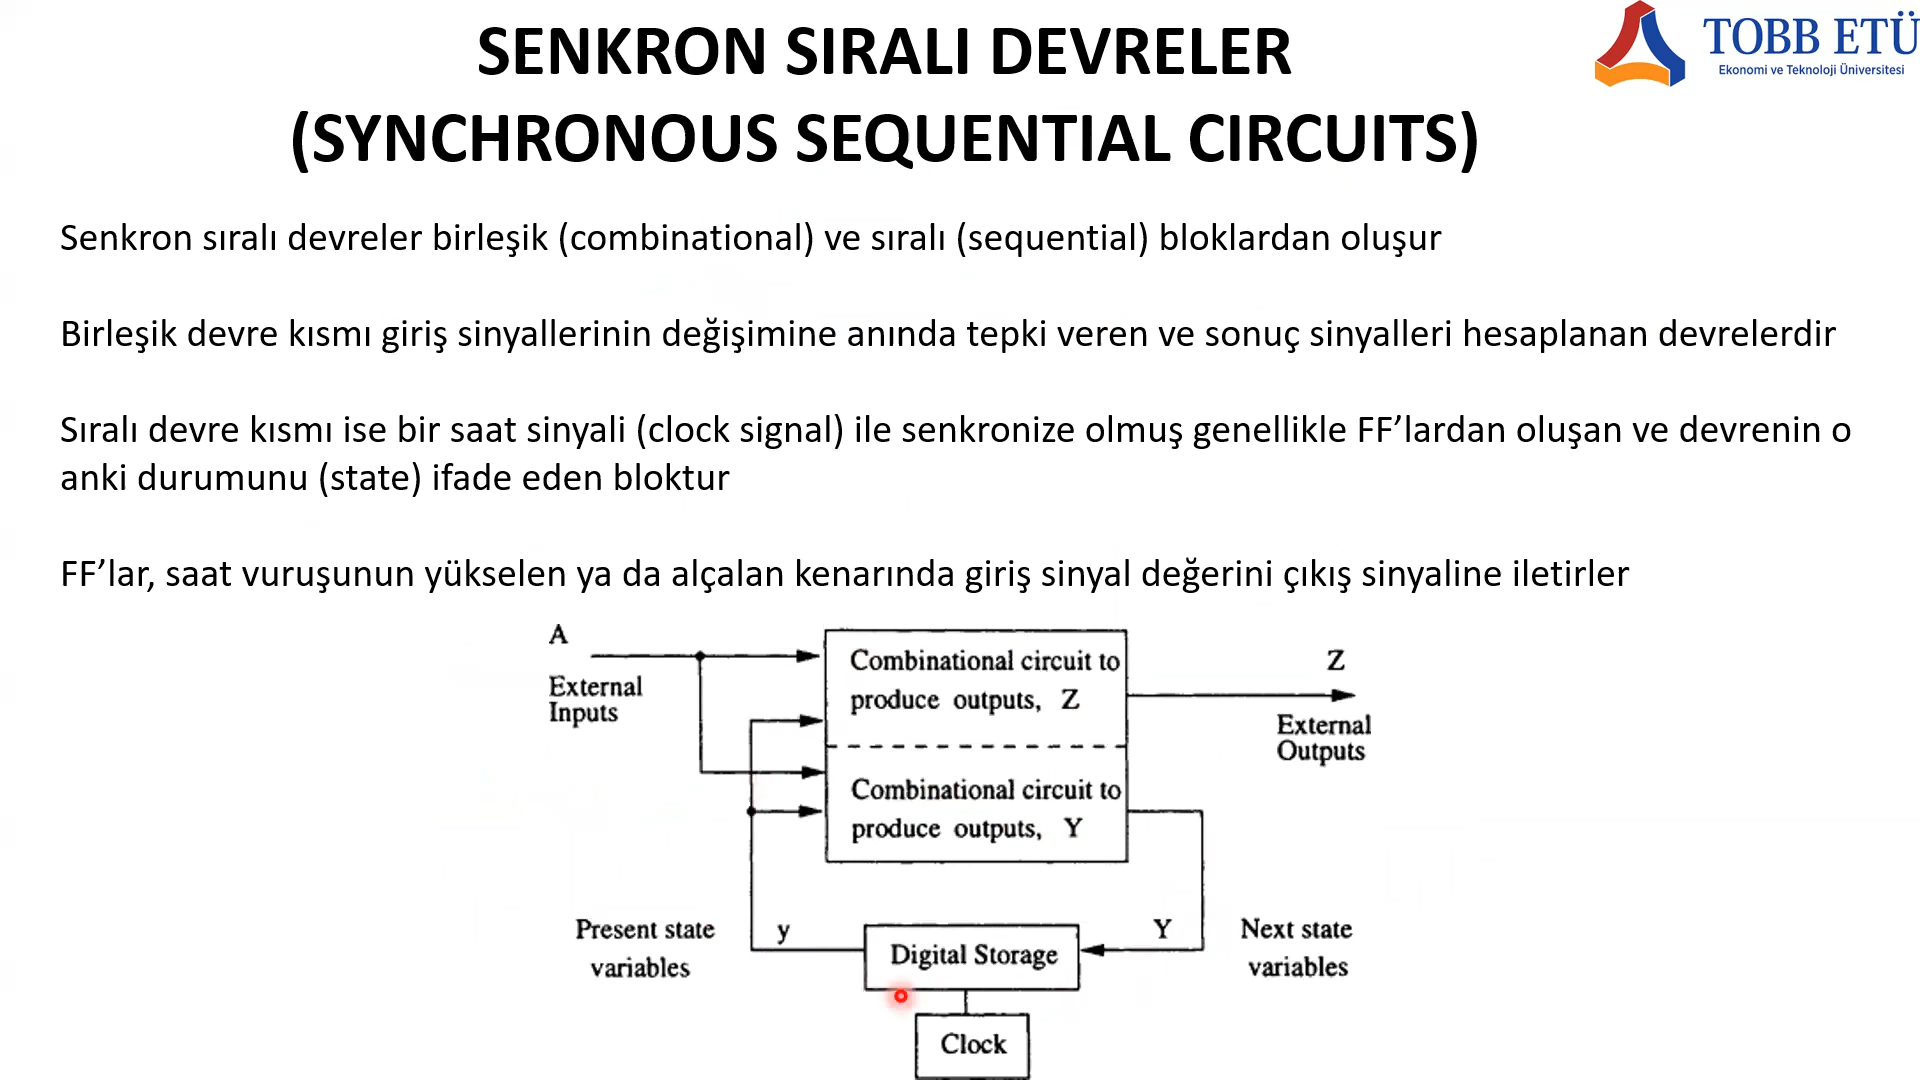 SENKRON SIRALI DEVRELER
(SYNCHRONOUS SEQUENTIAL CIRCUITS)
TOBB ETÜ
Ekonomi ve Teknoloji Üniversitesi
Senkron sıralı devreler birleşik (combinational) ve sıralı (sequential) bloklardan oluşur
Birleşik devre kısmı giriş sinyallerinin değişimine anında tepki veren ve sonuç sinyalleri hesaplanan devrelerdir
Sıralı devre kısmı ise bir saat sinyali (clock signal) ile senkronize olmuş genellikle FF’lardan oluşan ve devrenin o
anki durumunu (state) ifade eden bloktur
FF’lar, saat vuruşunun yükselen ya da alçalan kenarında giriş sinyal değerini çıkış sinyaline iletirler
A
External
Inputs
Combinational circuit to
produce outputs, Z
Z
External
Outputs
Combinational circuit to
produce outputs, Y
Present state
variables
y
Digital Storage
Y
Next state
variables
Clock